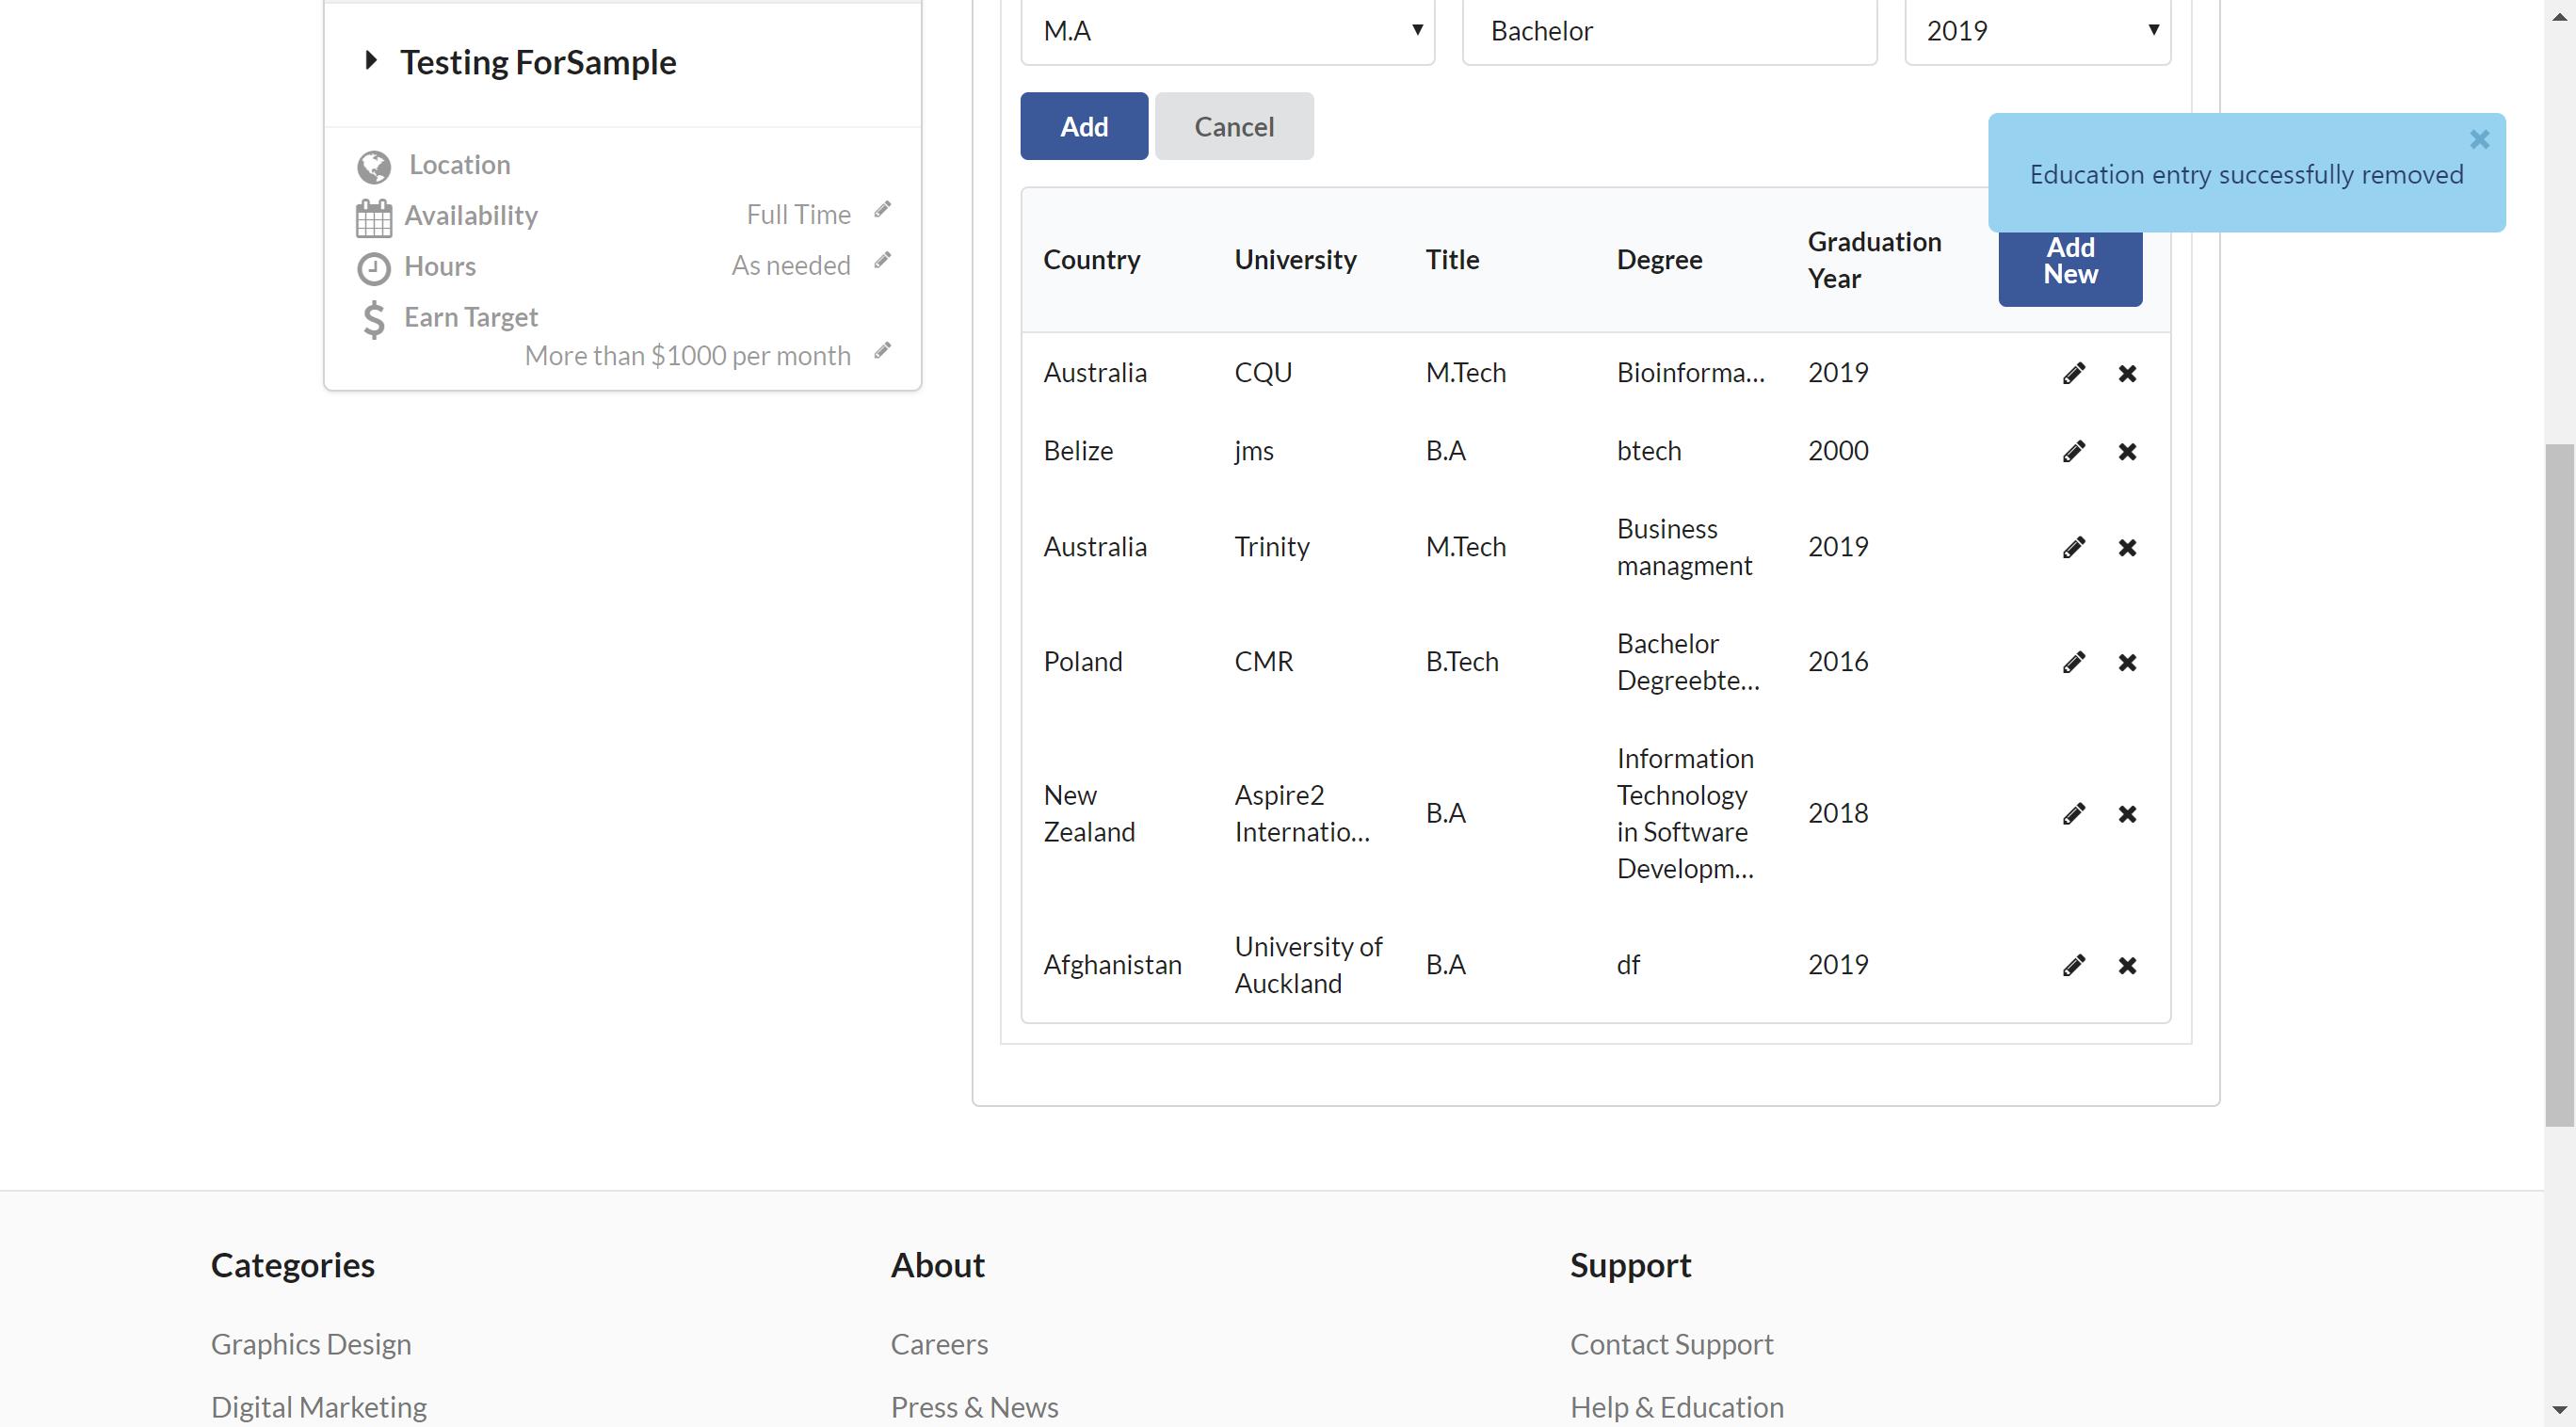 Testing ForSample
Location
Availability Full Time
Hours As needed
Earn Target
More than $1000 per month
M.A Bachelor 2019
Add Cancel
Education entry successfully removed
Country University Title Degree Graduation Year Add New
Australia CQU M.Tech Bioinforma... 2019
Belize jms B.A btech 2000
Australia Trinity M.Tech Business managment 2019
Poland CMR B.Tech Bachelor Degreebte... 2016
New Zealand Aspire2 Internatio... B.A Information Technology in Software Developm... 2018
Afghanistan University of Auckland B.A df 2019
Categories
Graphics Design
Digital Marketing
About
Careers
Press & News
Support
Contact Support
Help & Education